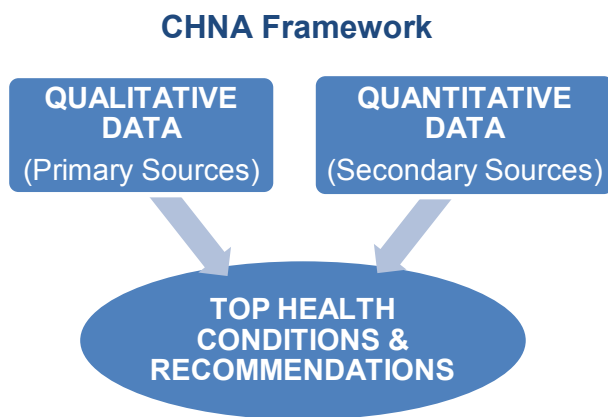 CHNA Framework
QUALITATIVE
DATA
(Primary Sources)
QUANTITATIVE
DATA
(Secondary Sources)
TOP HEALTH
CONDITIONS &
RECOMMENDATIONS